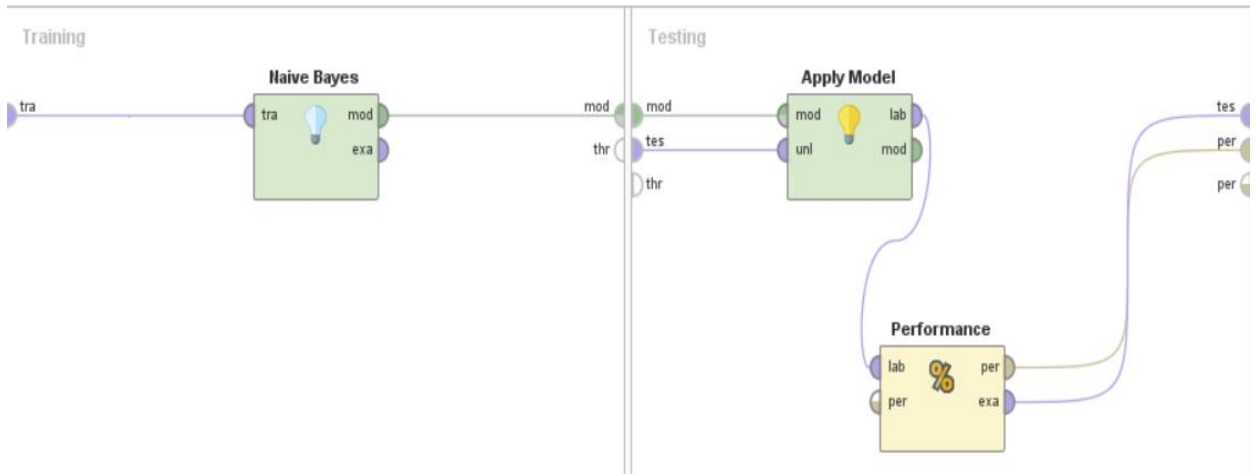 Training
Naive Bayes
tra
tra
mod
exa
mod
thr
Testing
Apply Model
mod
tes
thr
mod
unl
lab
mod
tes
per
per
Performance
lab
per
%
per
exa